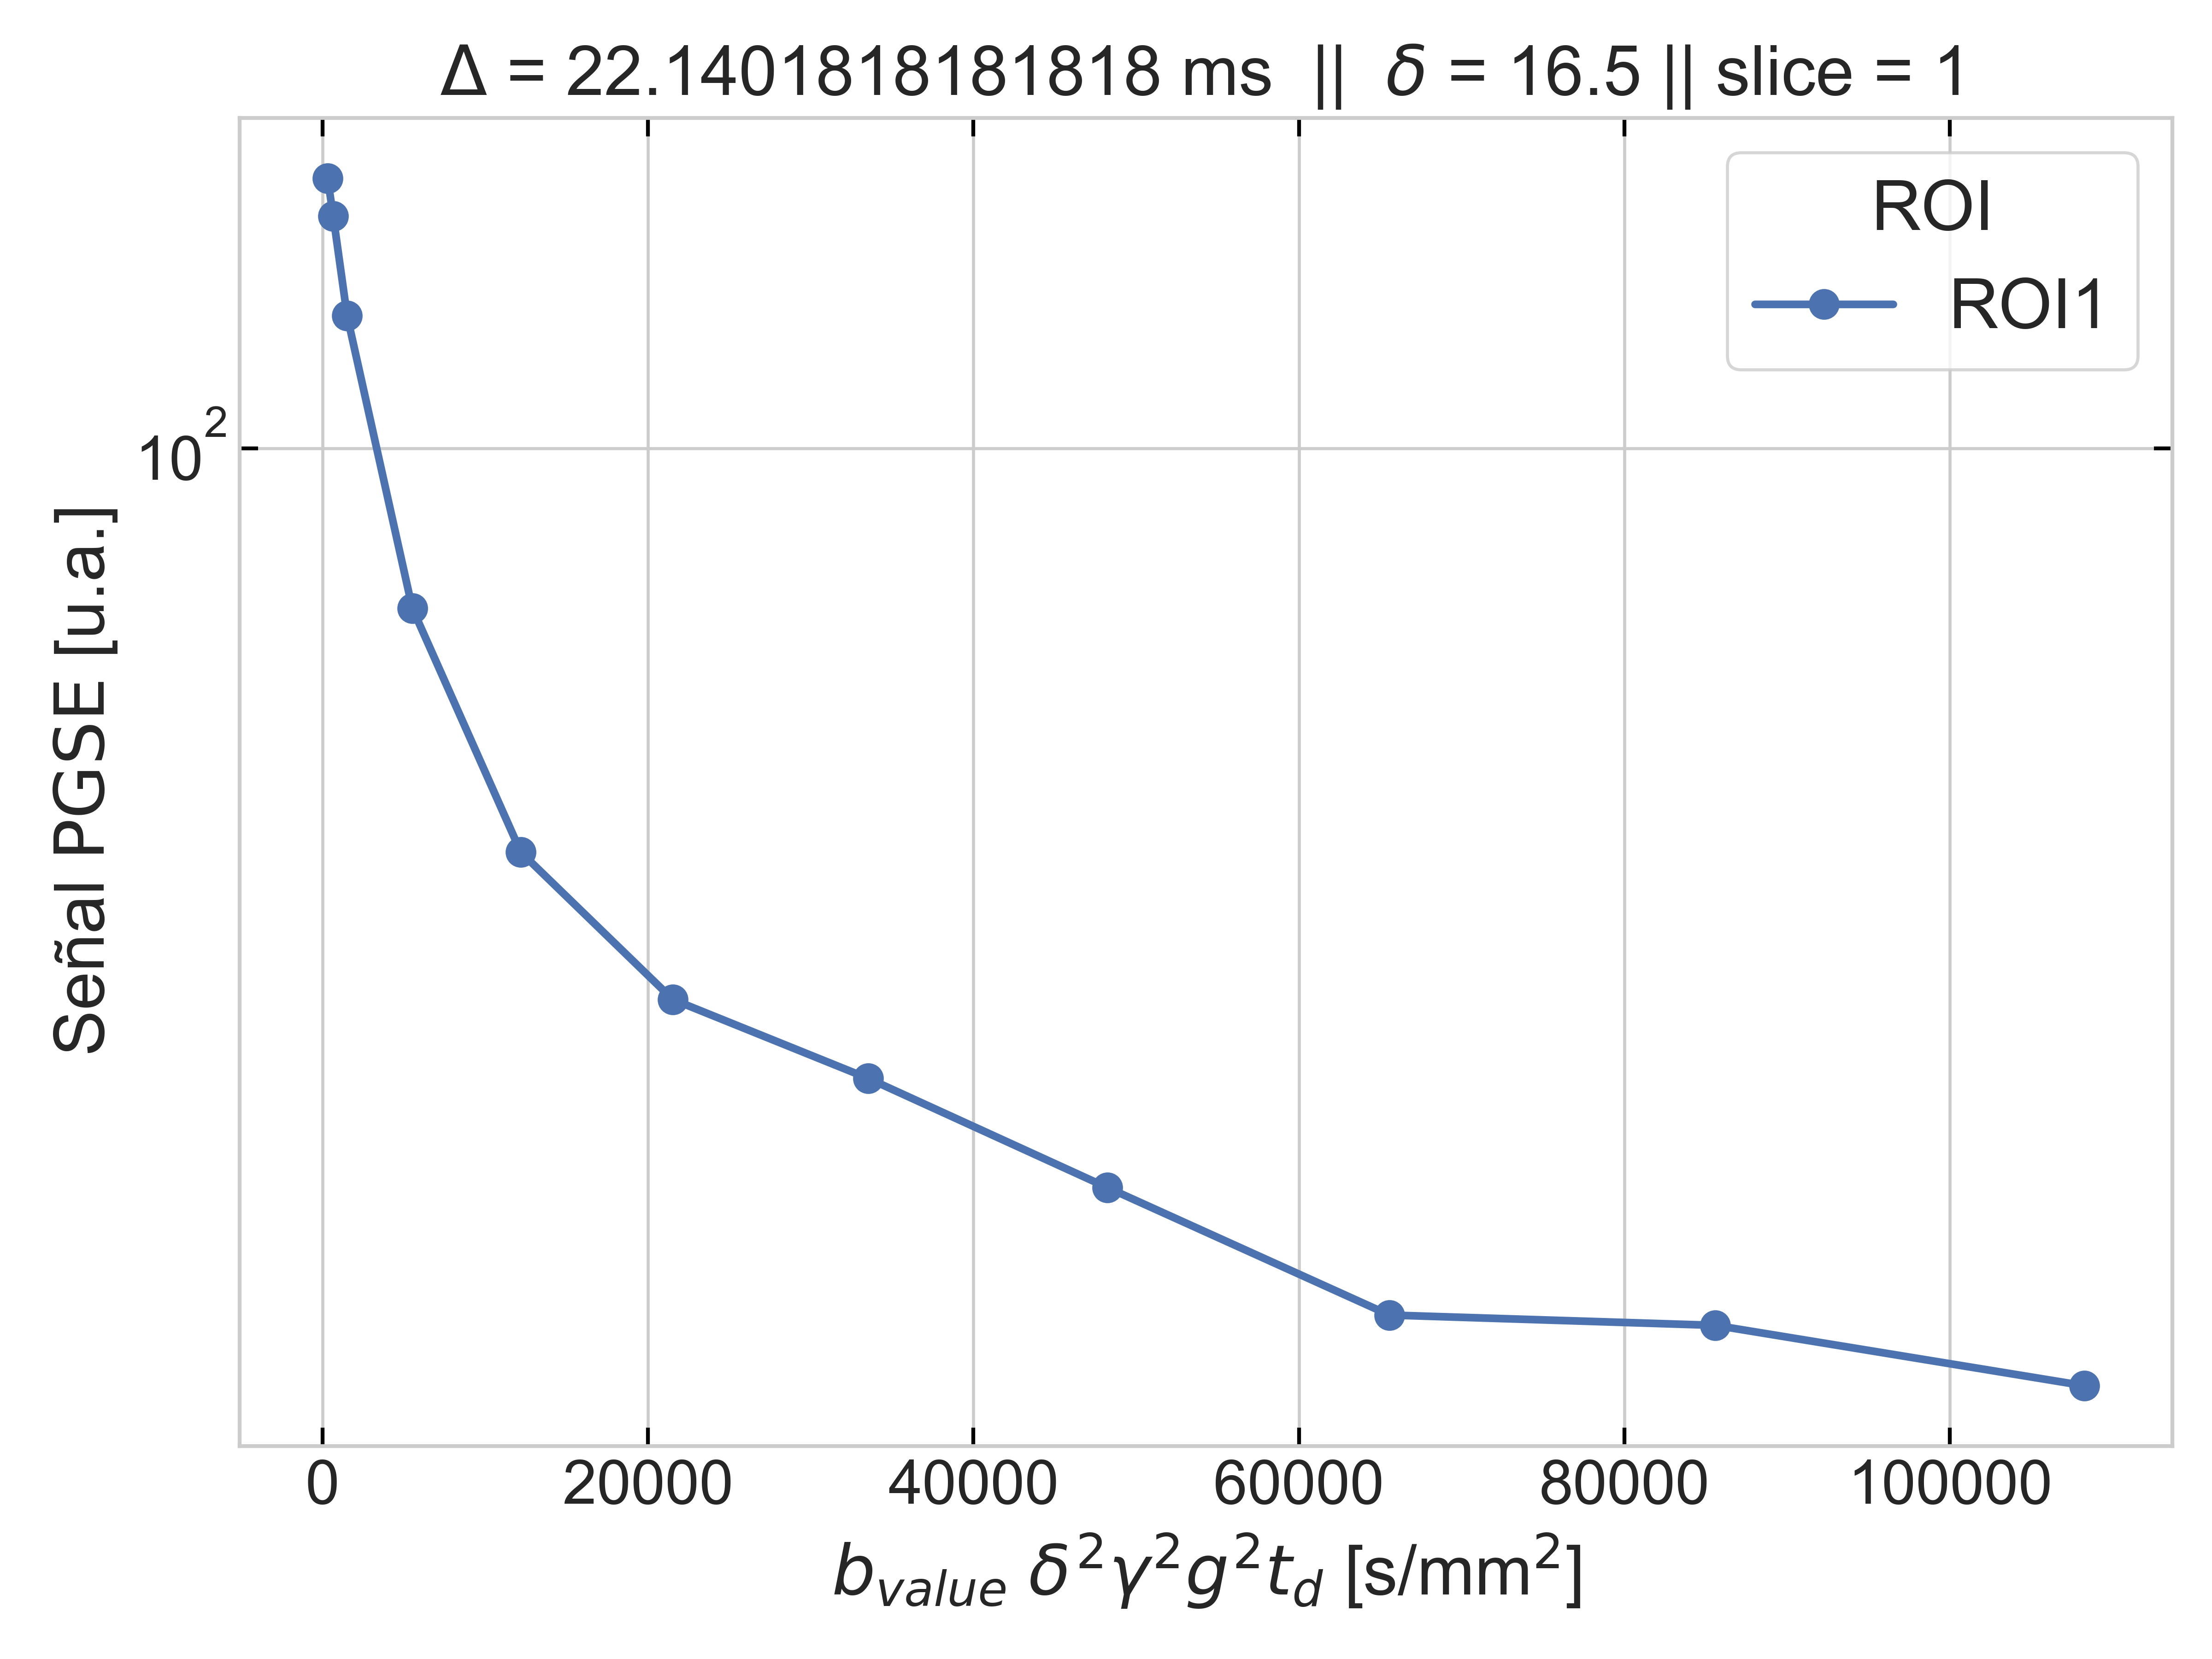 Δ = 22.140181818181818 ms || δ = 16.5 || slice = 1
ROI
ROI1
10²
Señal PGSE [u.a.]
0 20000 40000 60000 80000 100000
b_value δ²γ²g²t_d [s/mm²]